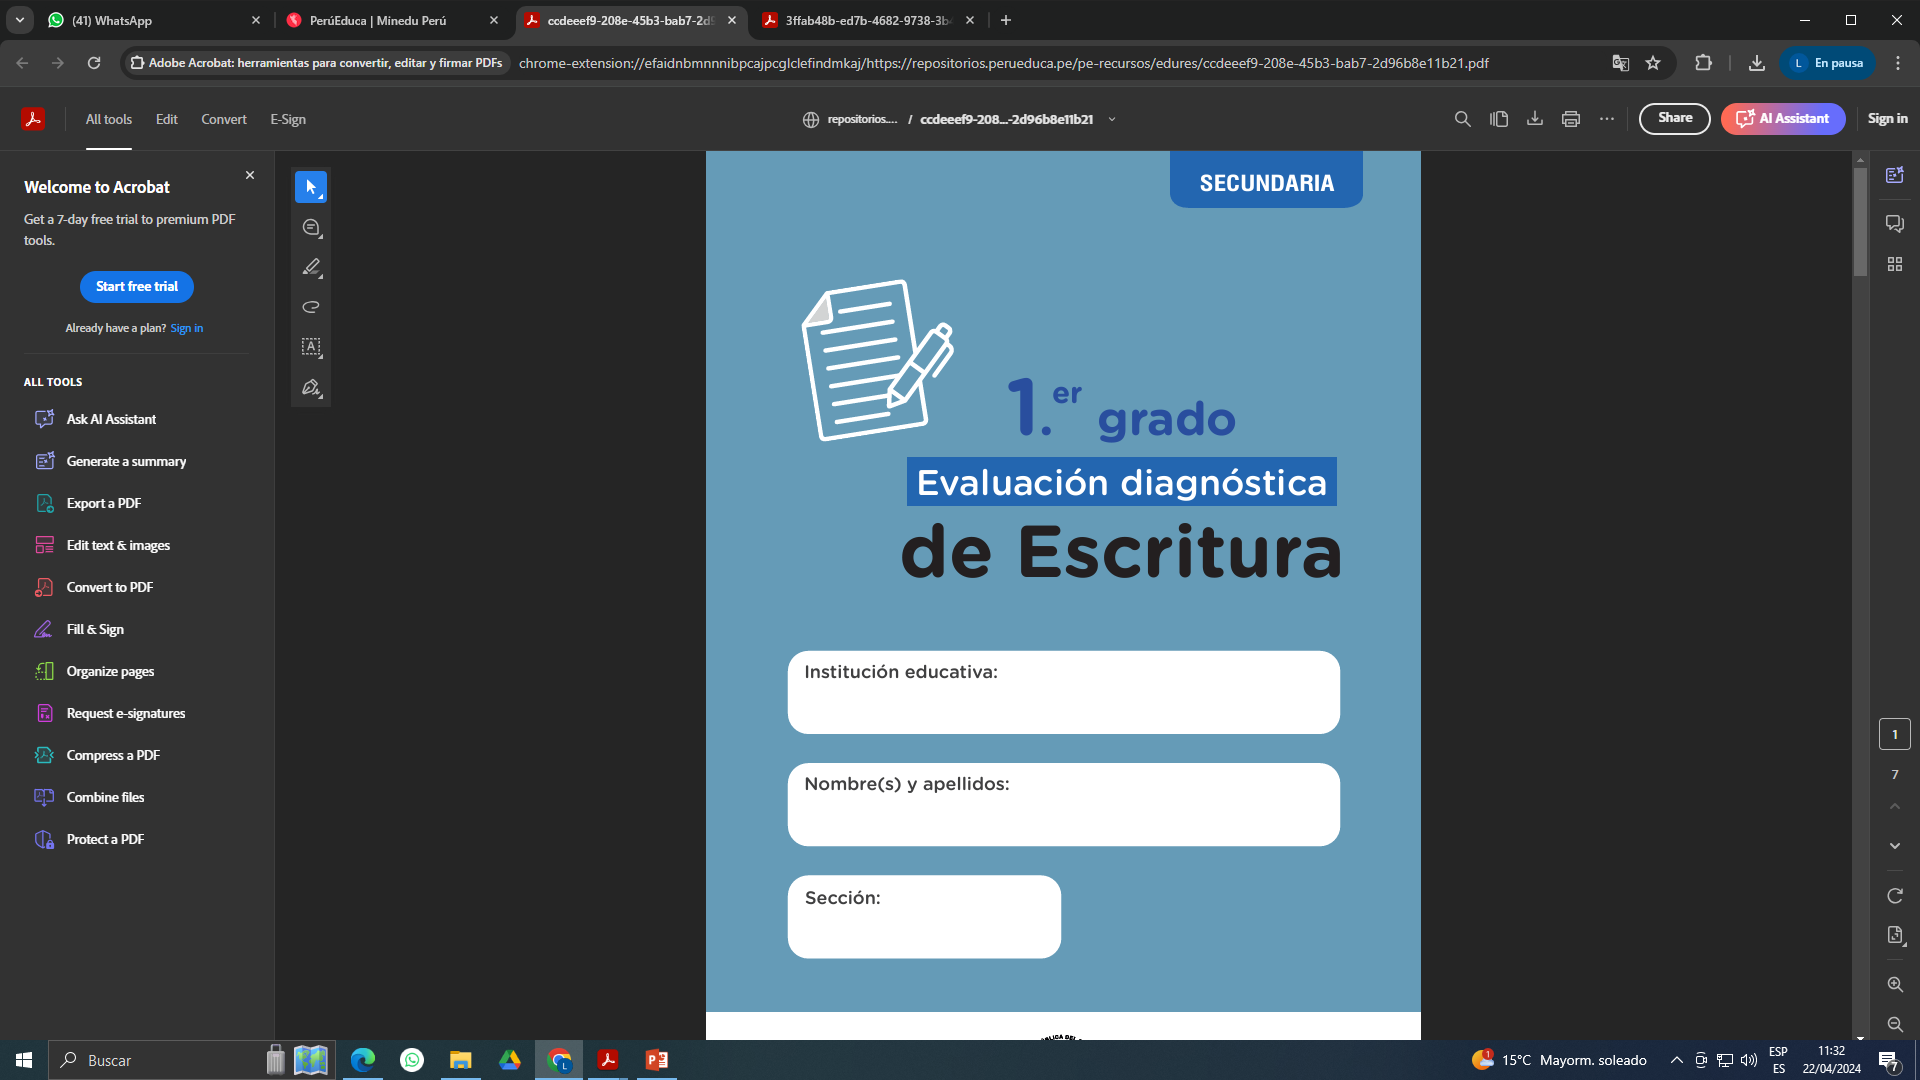 (41) WhatsApp
PerúEduca | Minedu Perú
ccdeeef9-208e-45b3-bab7-2d9
3ffab48b-ed7b-4682-9738-3b
Adobe Acrobat: herramientas para convertir, editar y firmar PDFs
chrome-extension://efaidnbmnnnibpcajpcglclefindmkaj/https://repositorios.perueduca.pe/pe-recursos/edures/ccdeeef9-208e-45b3-bab7-2d96b8e11b21.pdf
L En pausa
All tools
Edit
Convert
E-Sign
repositorios.... / ccdeeef9-208...-2d96b8e11b21
Share
AI Assistant
Sign in
Welcome to Acrobat
Get a 7-day free trial to premium PDF
tools.
Start free trial
Already have a plan? Sign in
ALL TOOLS
Ask AI Assistant
Generate a summary
Export a PDF
Edit text & images
Convert to PDF
Fill & Sign
Organize pages
Request e-signatures
Compress a PDF
Combine files
Protect a PDF
SECUNDARIA
1.er grado
Evaluación diagnóstica
de Escritura
Institución educativa:
Nombre(s) y apellidos:
Sección:
1
7
Buscar
15°C Mayorm. soleado
ESP
ES
11:32
22/04/2024
7